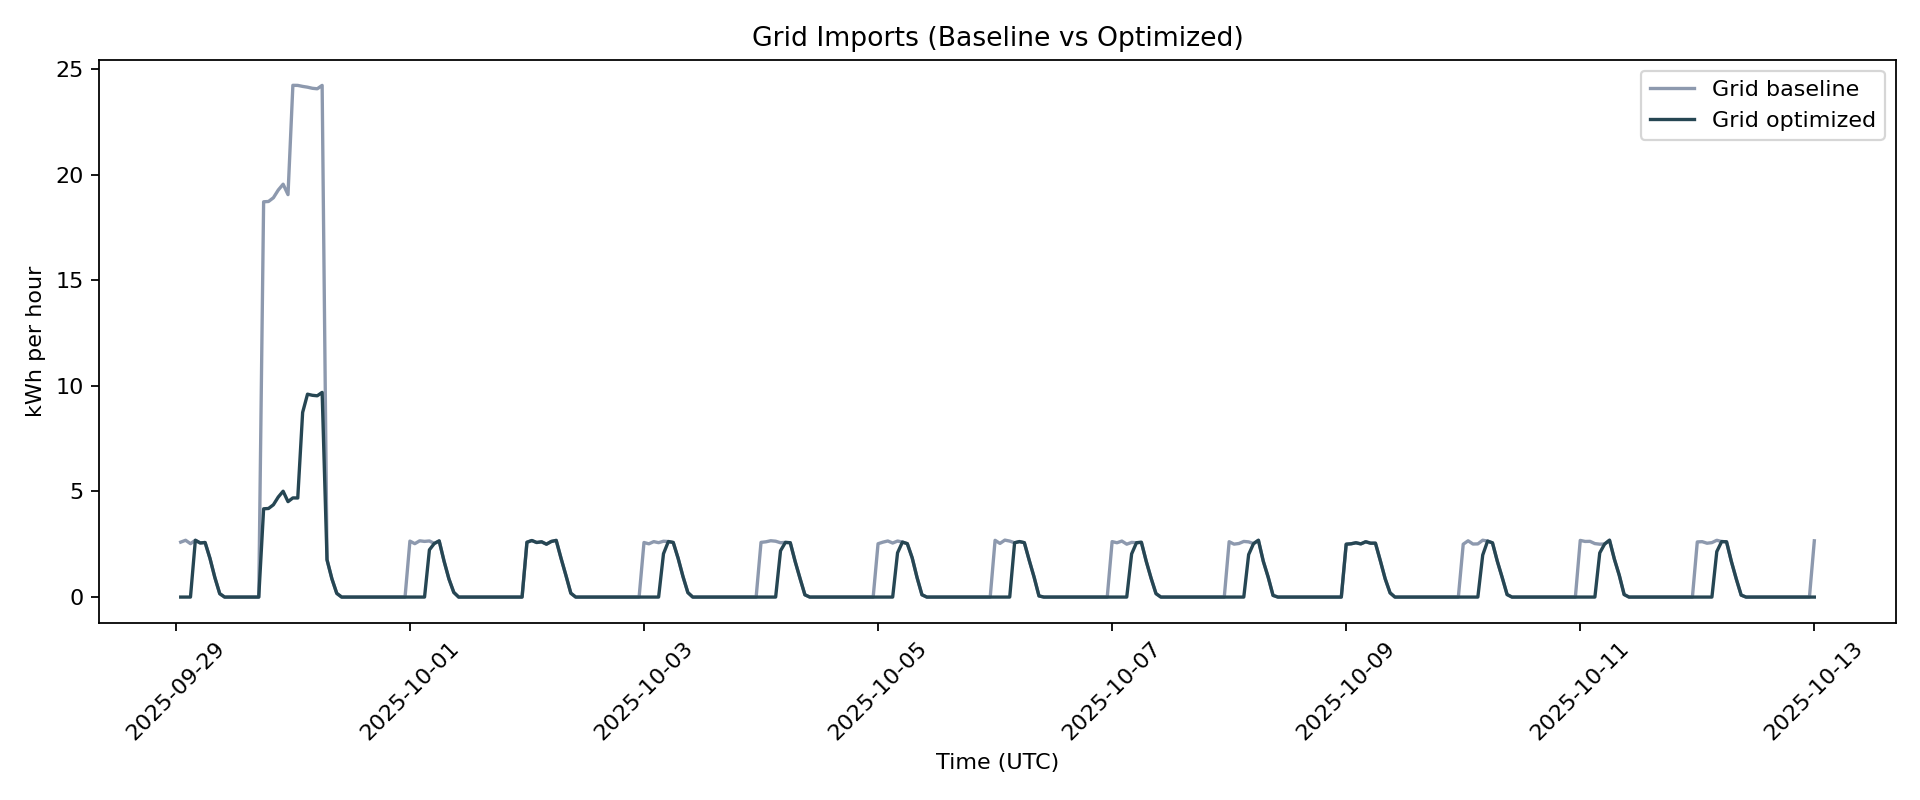 Grid Imports (Baseline vs Optimized)
Grid baseline
Grid optimized
kWh per hour
25
20
15
10
5
0
2025-09-29
2025-10-01
2025-10-03
2025-10-05
2025-10-07
2025-10-09
2025-10-11
2025-10-13
Time (UTC)